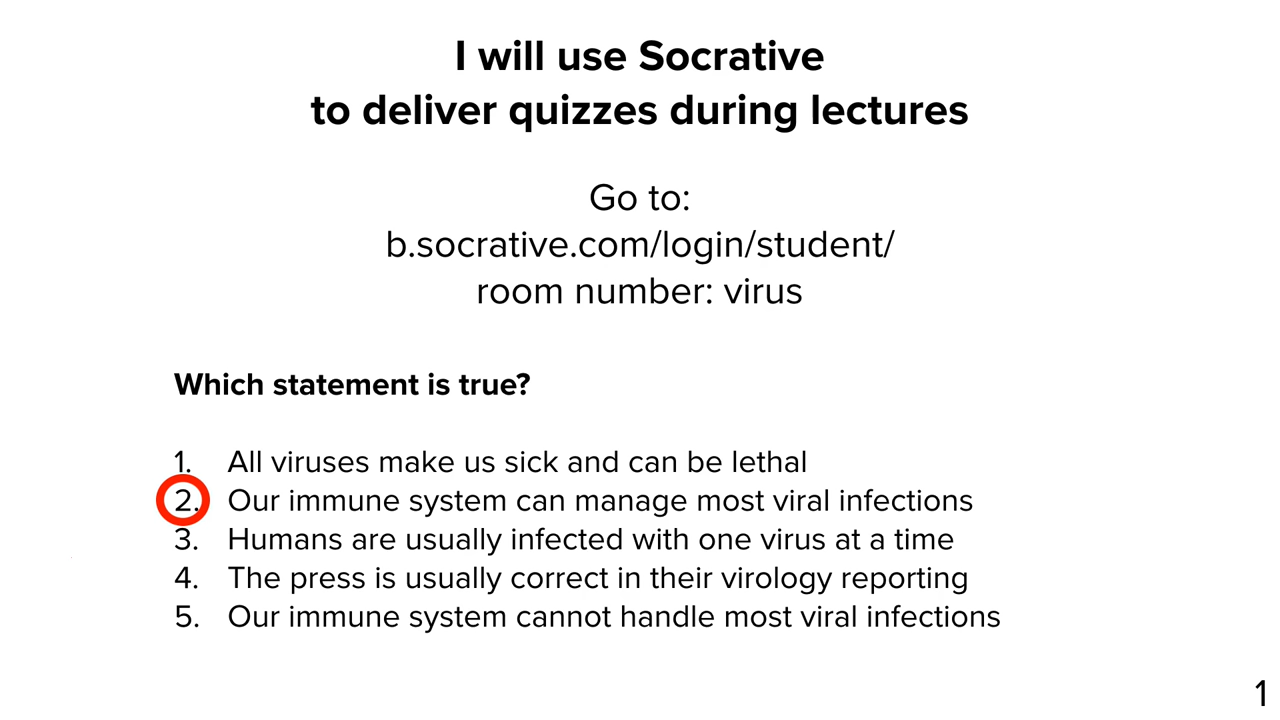 I will use Socrative
to deliver quizzes during lectures
Go to:
b.socrative.com/login/student/
room number: virus
Which statement is true?
1. All viruses make us sick and can be lethal
2. Our immune system can manage most viral infections
3. Humans are usually infected with one virus at a time
4. The press is usually correct in their virology reporting
5. Our immune system cannot handle most viral infections
1